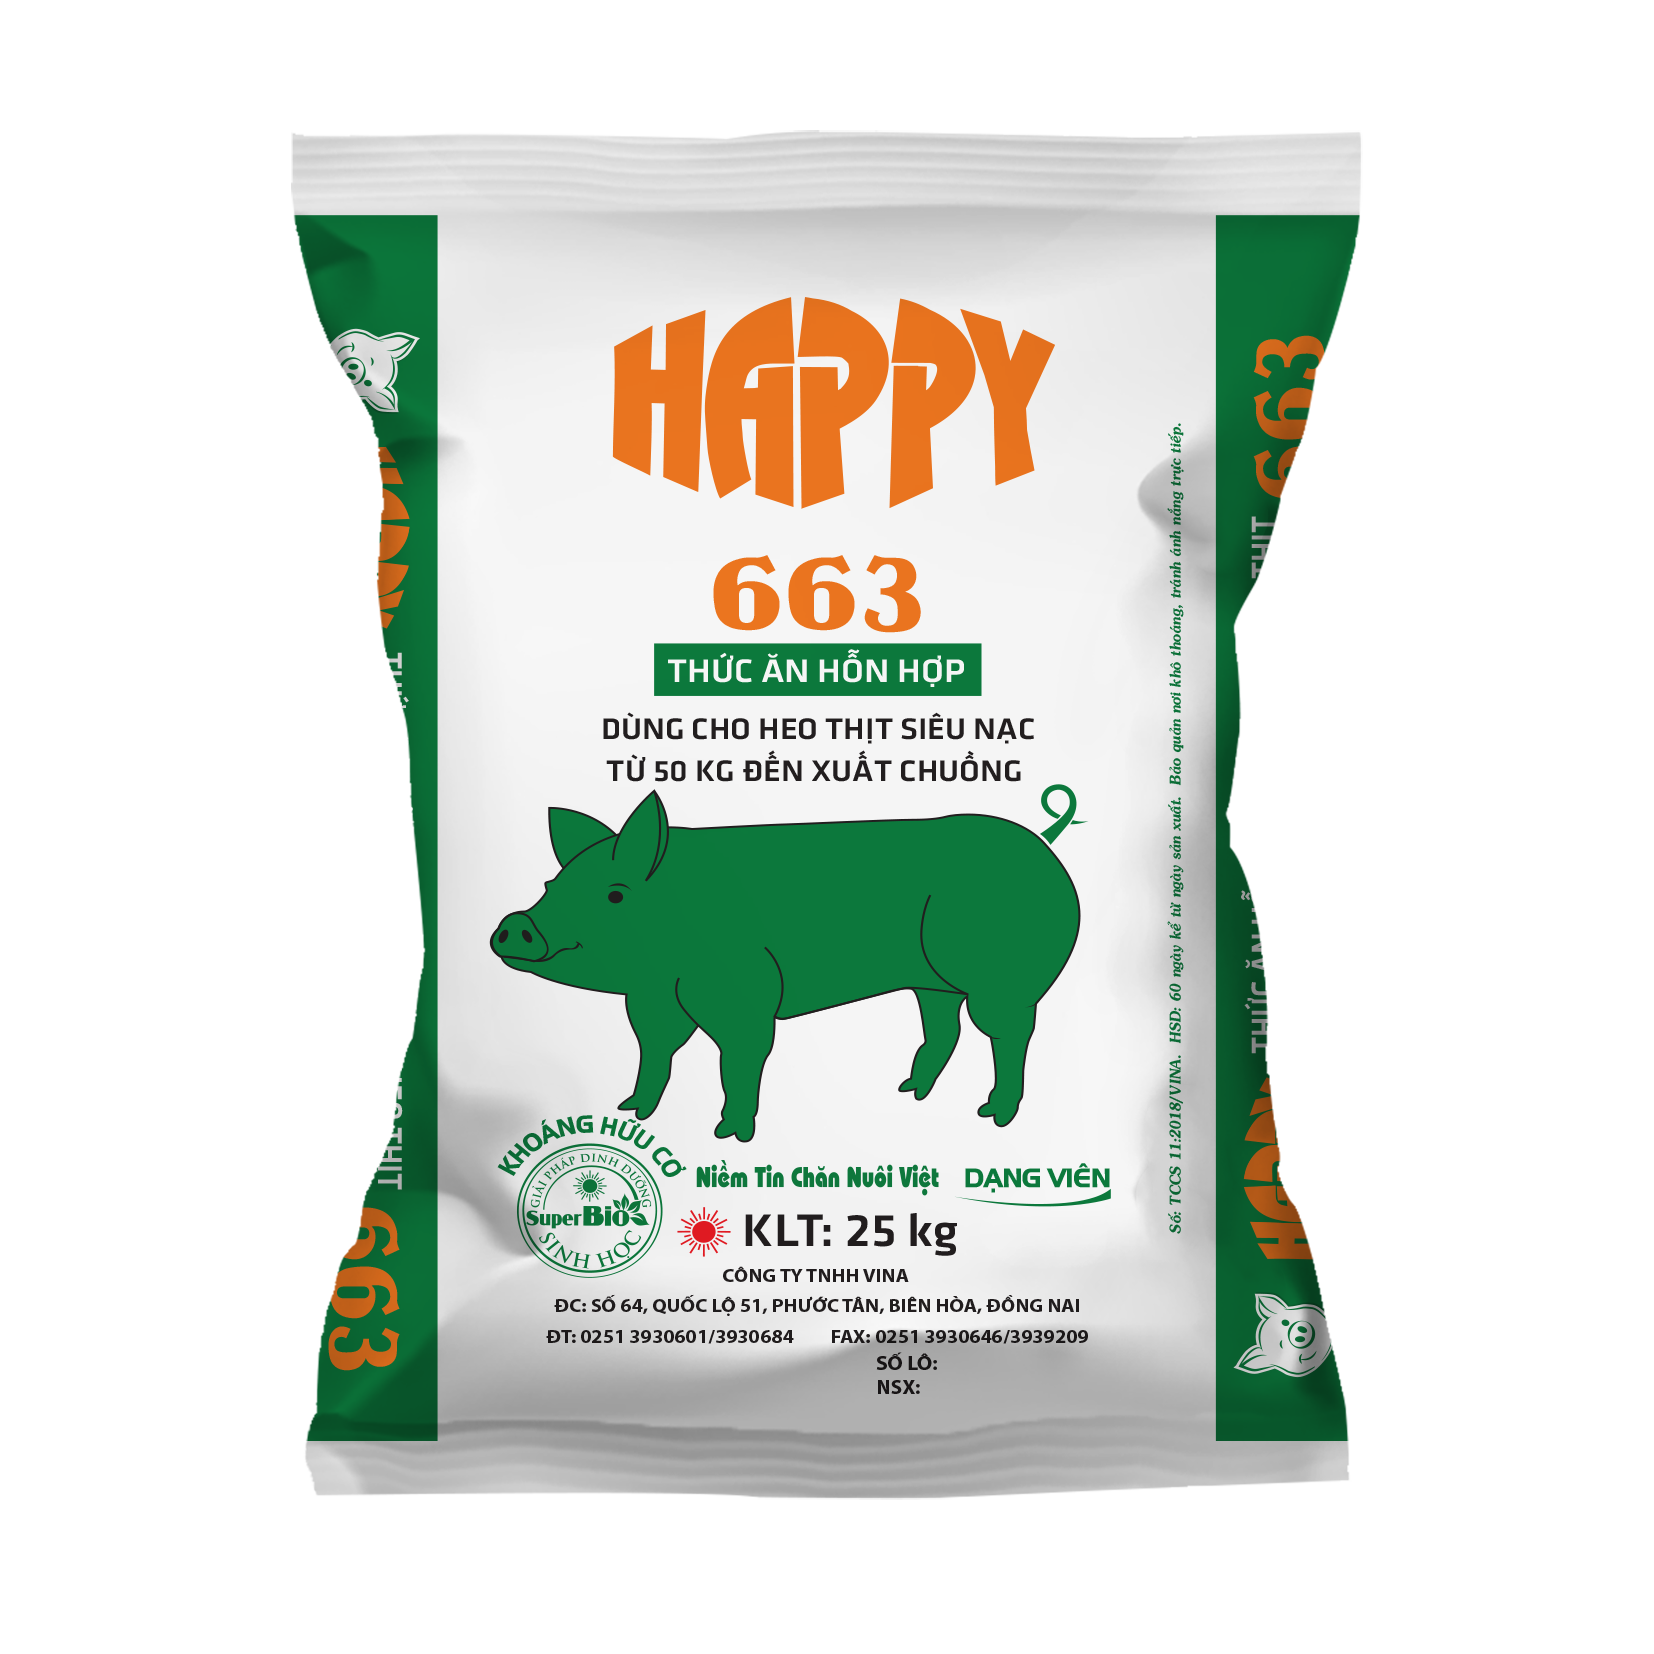 HAPPY
663
THỨC ĂN HỖN HỢP
DÙNG CHO HEO THỊT SIÊU NẠC
TỪ 50 KG ĐẾN XUẤT CHUỒNG
KHOÁNG HỮU CƠ
GIẢI PHÁP DINH DƯỠNG
SuperBio
SINH HỌC
Niềm Tin Chăn Nuôi Việt
DẠNG VIÊN
KLT: 25 kg
CÔNG TY TNHH VINA
ĐC: SỐ 64, QUỐC LỘ 51, PHƯỚC TÂN, BIÊN HÒA, ĐỒNG NAI
ĐT: 0251 3930601/3930684 FAX: 0251 3930646/3939209
SỐ LÔ:
NSX:
Số: TCCS 11:2018/VINA. HSD: 60 ngày kể từ ngày sản xuất. Bảo quản nơi khô thoáng, tránh ánh nắng trực tiếp.
663
THỊT
663
THỊT